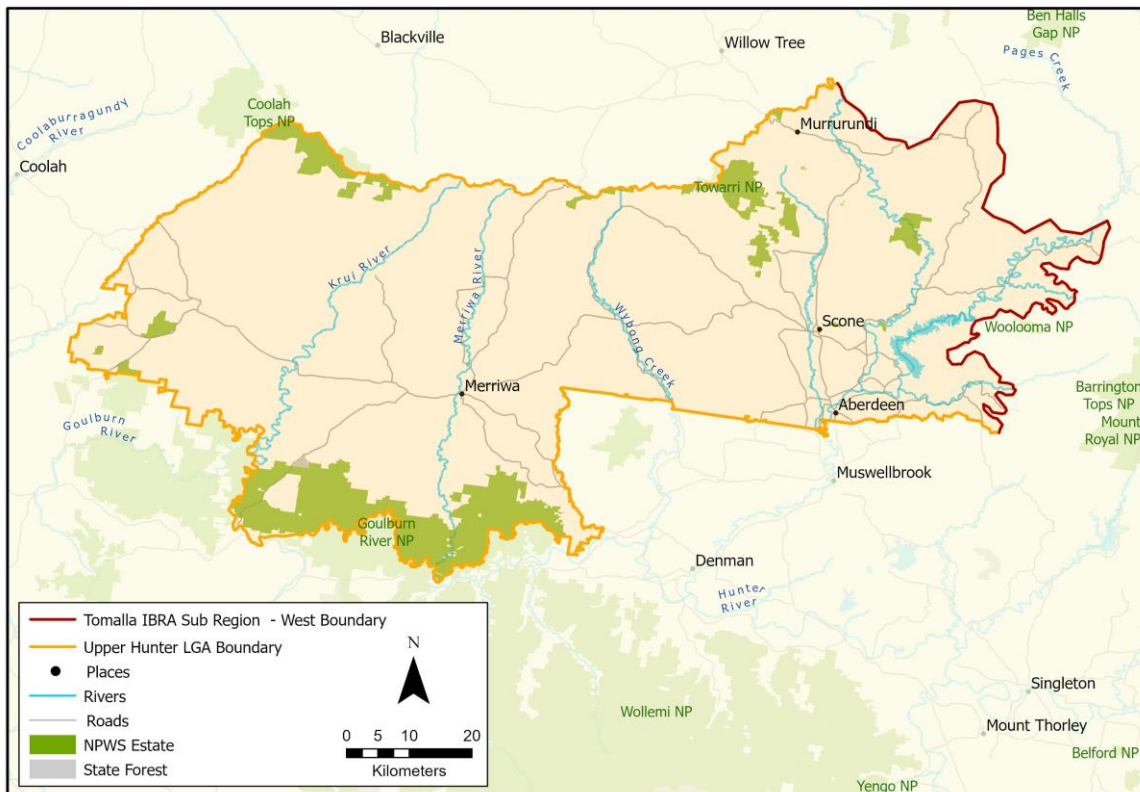 Ben Halls
Gap NP
Blackville
Willow Tree
Pages Creek
Coolah
Tops NP
Coolaburragundy
River
Murrurundi
Coolah
Towarri NP
Krui River
Merriwa River
Wybong Creek
Scone
Woolooma NP
Merriwa
Barrington
Tops NP
Mount
Royal NP
Aberdeen
Goulburn
River
Muswellbrook
Goulburn
River NP
Denman
Hunter
River
Tomalla IBRA Sub Region - West Boundary
Upper Hunter LGA Boundary
Places
Rivers
Roads
NPWS Estate
State Forest
N
0 5 10 20
Kilometers
Singleton
Wollemi NP
Mount Thorley
Belford NP
Yengo NP